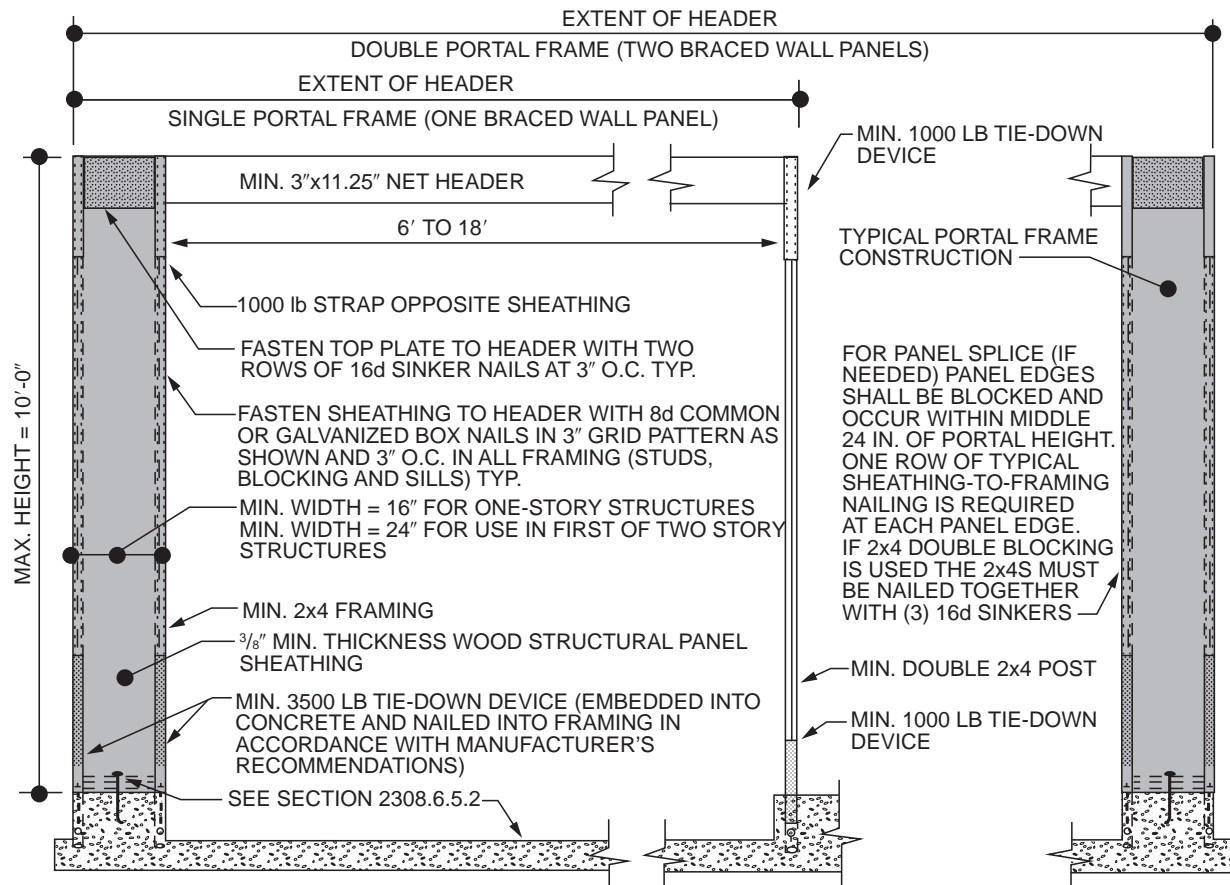 EXTENT OF HEADER
DOUBLE PORTAL FRAME (TWO BRACED WALL PANELS)
EXTENT OF HEADER
SINGLE PORTAL FRAME (ONE BRACED WALL PANEL)
MIN. 1000 LB TIE-DOWN
DEVICE
MIN. 3″x11.25″ NET HEADER
6′ TO 18′
TYPICAL PORTAL FRAME
CONSTRUCTION
1000 lb STRAP OPPOSITE SHEATHING
FASTEN TOP PLATE TO HEADER WITH TWO
ROWS OF 16d SINKER NAILS AT 3″ O.C. TYP.
FASTEN SHEATHING TO HEADER WITH 8d COMMON
OR GALVANIZED BOX NAILS IN 3″ GRID PATTERN AS
SHOWN AND 3″ O.C. IN ALL FRAMING (STUDS,
BLOCKING AND SILLS) TYP.
MIN. WIDTH = 16″ FOR ONE-STORY STRUCTURES
MIN. WIDTH = 24″ FOR USE IN FIRST OF TWO STORY
STRUCTURES
MAX. HEIGHT = 10′-0″
FOR PANEL SPLICE (IF
NEEDED) PANEL EDGES
SHALL BE BLOCKED AND
OCCUR WITHIN MIDDLE
24 IN. OF PORTAL HEIGHT.
ONE ROW OF TYPICAL
SHEATHING-TO-FRAMING
NAILING IS REQUIRED
AT EACH PANEL EDGE.
IF 2x4 DOUBLE BLOCKING
IS USED THE 2x4S MUST
BE NAILED TOGETHER
WITH (3) 16d SINKERS
MIN. 2x4 FRAMING
3/8″ MIN. THICKNESS WOOD STRUCTURAL PANEL
SHEATHING
MIN. 3500 LB TIE-DOWN DEVICE (EMBEDDED INTO
CONCRETE AND NAILED INTO FRAMING IN
ACCORDANCE WITH MANUFACTURER'S
RECOMMENDATIONS)
MIN. DOUBLE 2x4 POST
MIN. 1000 LB TIE-DOWN
DEVICE
SEE SECTION 2308.6.5.2